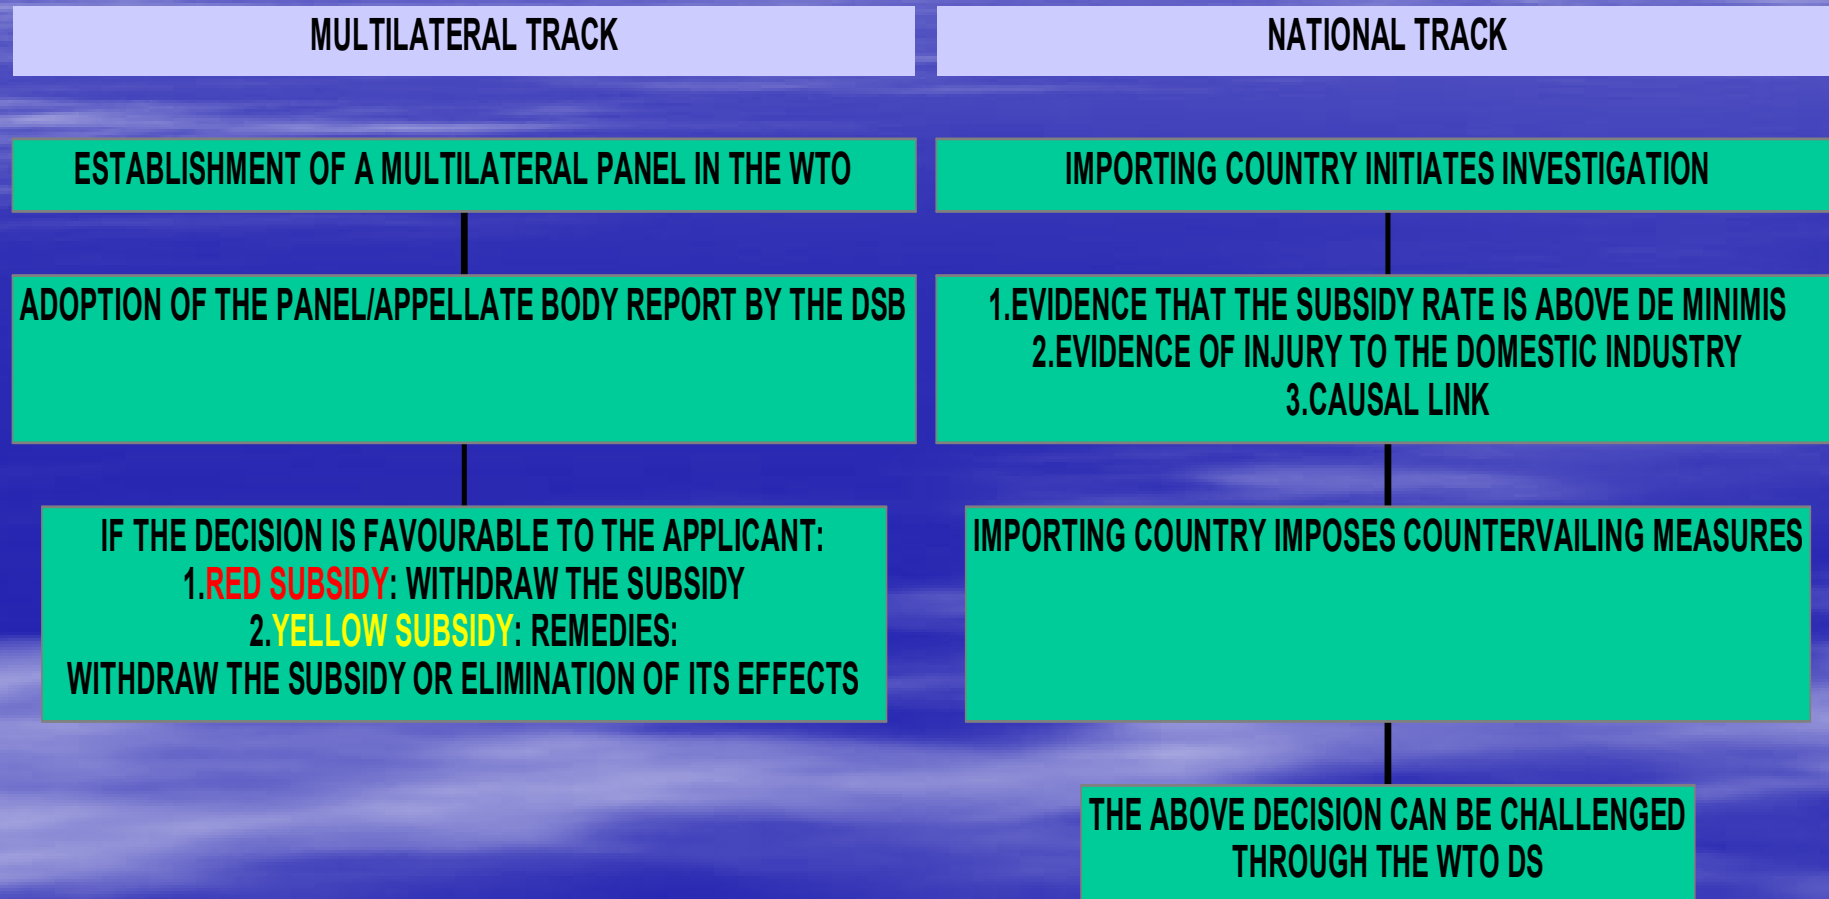 MULTILATERAL TRACK
ESTABLISHMENT OF A MULTILATERAL PANEL IN THE WTO
ADOPTION OF THE PANEL/APPELLATE BODY REPORT BY THE DSB
IF THE DECISION IS FAVOURABLE TO THE APPLICANT:
1.RED SUBSIDY: WITHDRAW THE SUBSIDY
2.YELLOW SUBSIDY: REMEDIES:
WITHDRAW THE SUBSIDY OR ELIMINATION OF ITS EFFECTS
NATIONAL TRACK
IMPORTING COUNTRY INITIATES INVESTIGATION
1.EVIDENCE THAT THE SUBSIDY RATE IS ABOVE DE MINIMIS
2.EVIDENCE OF INJURY TO THE DOMESTIC INDUSTRY
3.CAUSAL LINK
IMPORTING COUNTRY IMPOSES COUNTERVAILING MEASURES
THE ABOVE DECISION CAN BE CHALLENGED
THROUGH THE WTO DS